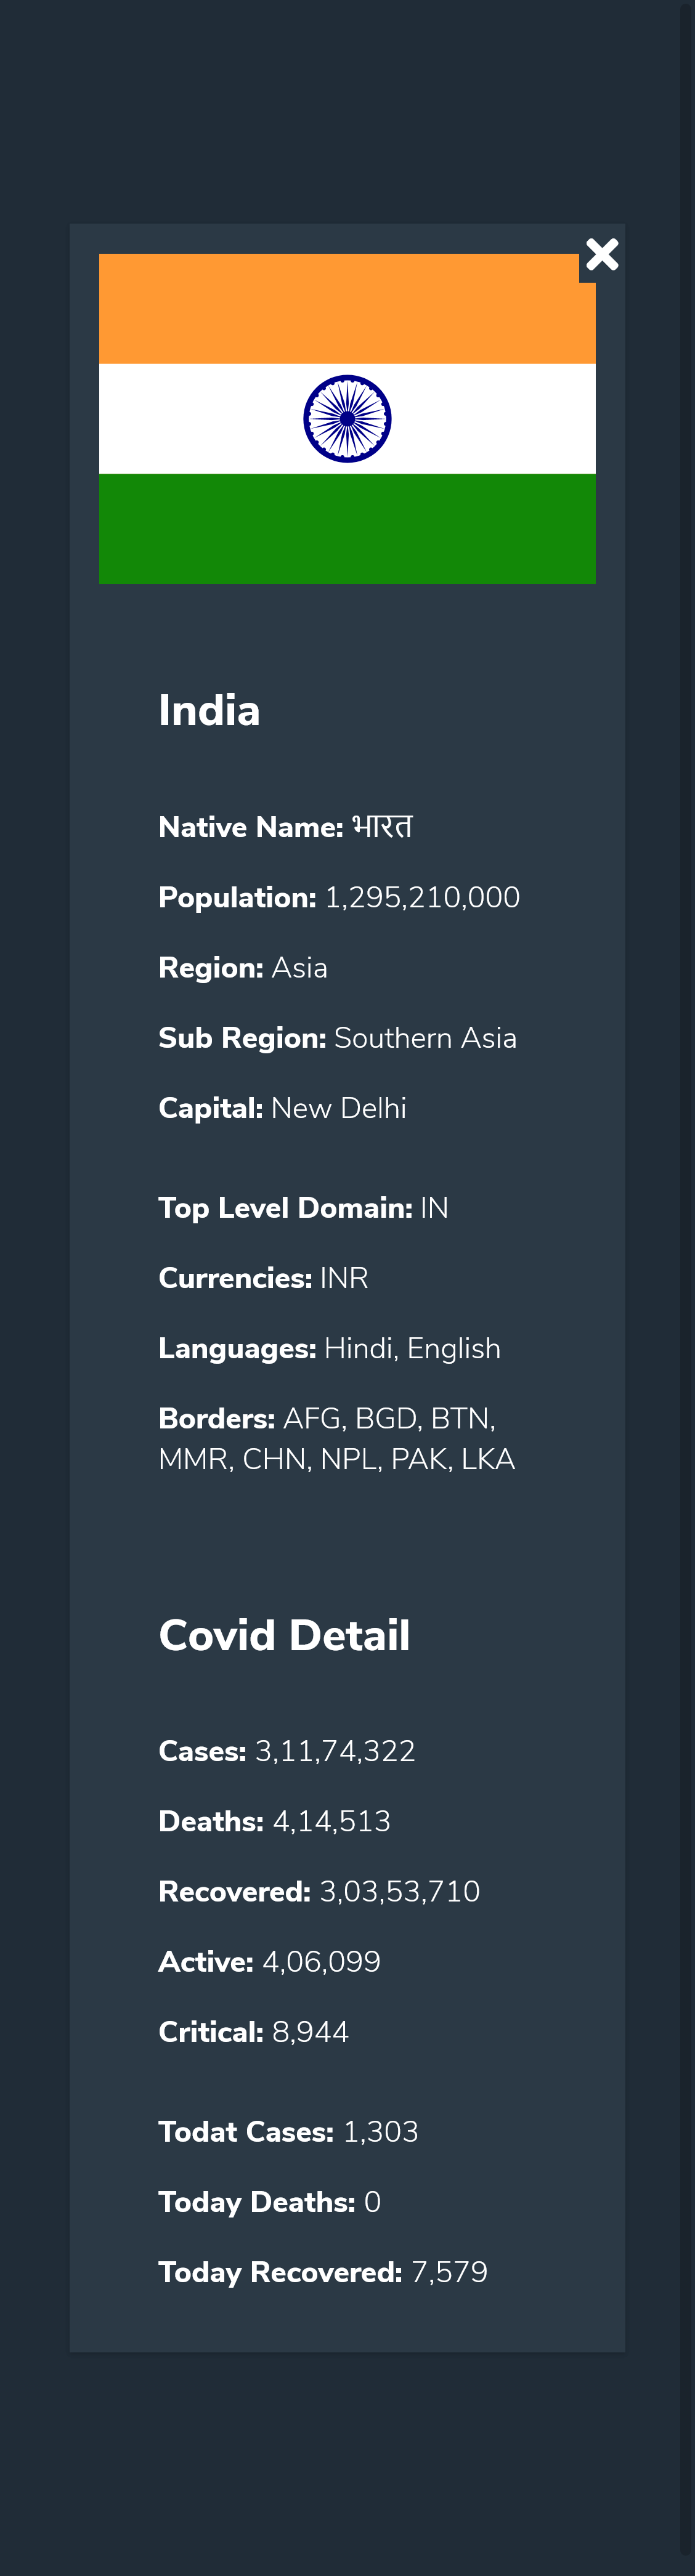 India
Native Name: भारत
Population: 1,295,210,000
Region: Asia
Sub Region: Southern Asia
Capital: New Delhi
Top Level Domain: IN
Currencies: INR
Languages: Hindi, English
Borders: AFG, BGD, BTN,
MMR, CHN, NPL, PAK, LKA
Covid Detail
Cases: 3,11,74,322
Deaths: 4,14,513
Recovered: 3,03,53,710
Active: 4,06,099
Critical: 8,944
Todat Cases: 1,303
Today Deaths: 0
Today Recovered: 7,579